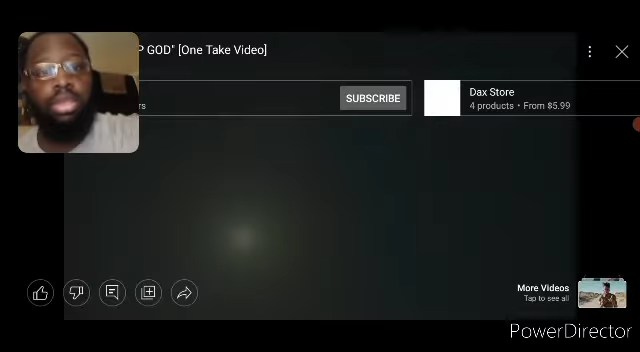 P GOD" [One Take Video]
rs
SUBSCRIBE
Dax Store
4 products • From $5.99
More Videos
Tap to see all
PowerDirector